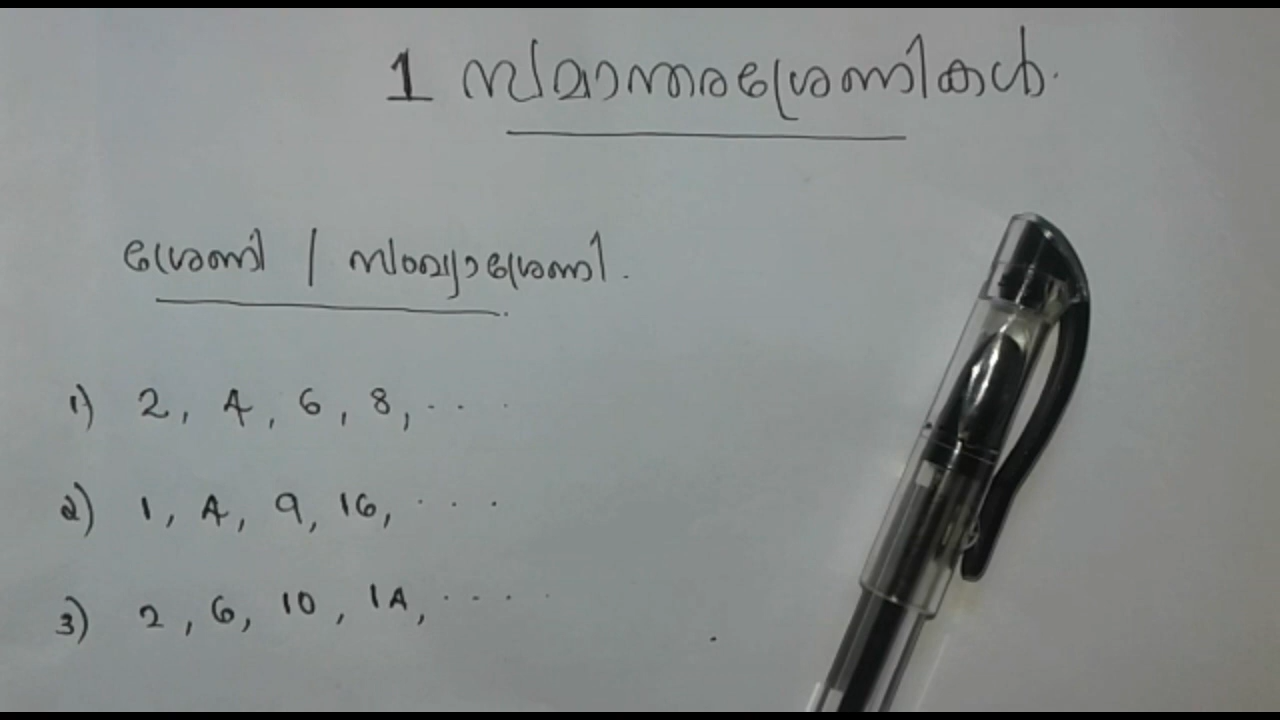 1 സമാന്തരശ്രേണികൾ.
ശ്രേണി / സംഖ്യാശ്രേണി.
1) 2, 4, 6, 8, . . . .
2) 1, 4, 9, 16, . . . .
3) 2, 6, 10, 14, . . . . .